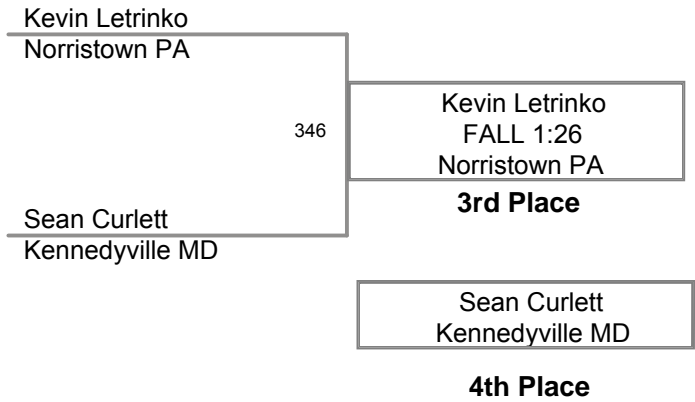 Kevin Letrinko
Norristown PA
346
Kevin Letrinko
FALL 1:26
Norristown PA
3rd Place
Sean Curlett
Kennedyville MD
Sean Curlett
Kennedyville MD
4th Place